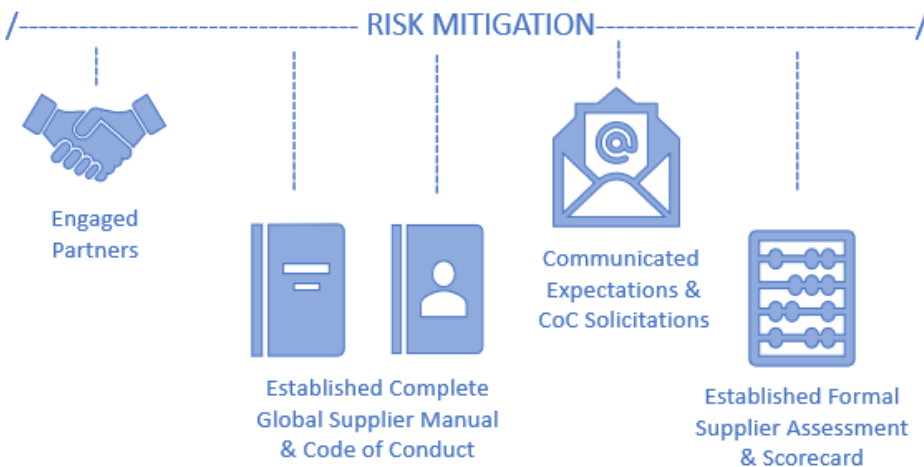 RISK MITIGATION
Engaged
Partners
Established Complete
Global Supplier Manual
& Code of Conduct
Communicated
Expectations &
CoC Solicitations
Established Formal
Supplier Assessment
& Scorecard